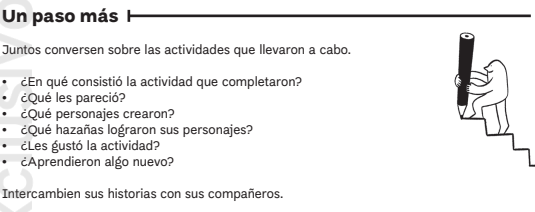 Un paso más
Juntos conversen sobre las actividades que llevaron a cabo.
• ¿En qué consistió la actividad que completaron?
• ¿Qué les pareció?
• ¿Qué personajes crearon?
• ¿Qué hazañas lograron sus personajes?
• ¿Les gustó la actividad?
• ¿Aprendieron algo nuevo?
Intercambien sus historias con sus compañeros.